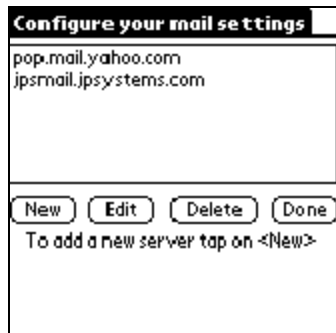 Configure your mail settings
pop.mail.yahoo.com
jpsmail.jpsystems.com
New Edit Delete Done
To add a new server tap on <New>